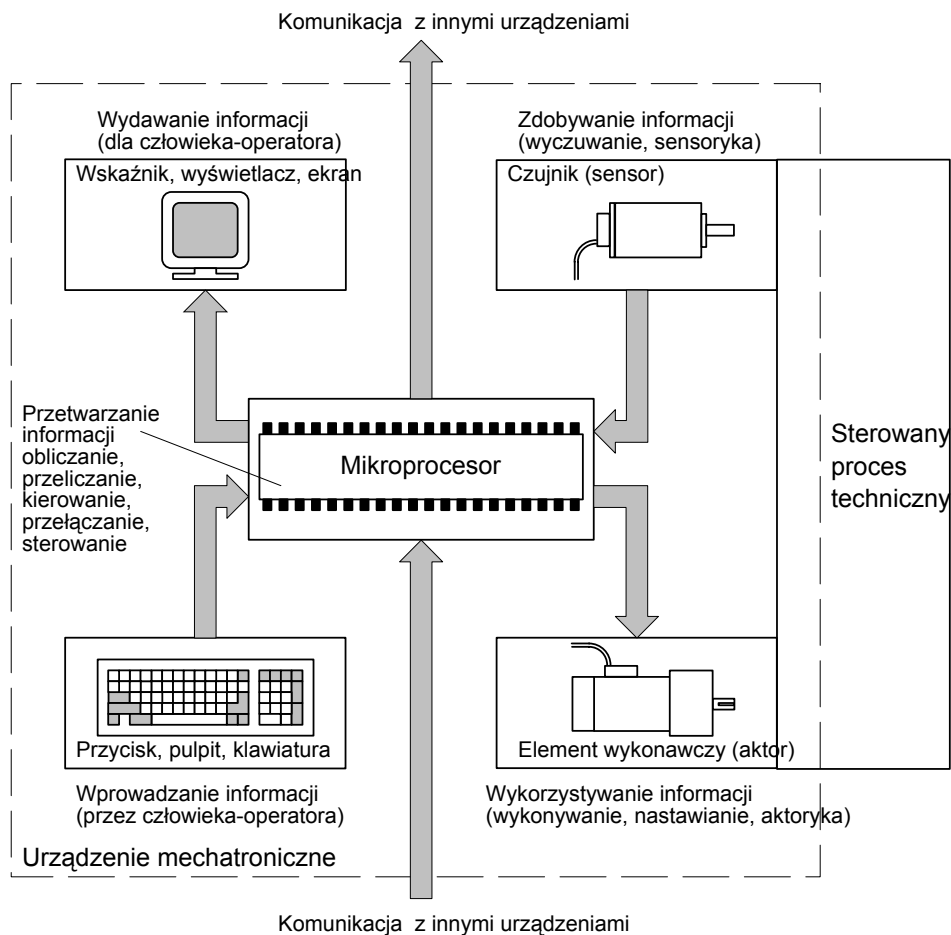 Komunikacja z innymi urządzeniami
Wydawanie informacji
(dla człowieka-operatora)
Wskaźnik, wyświetlacz, ekran
Zdobywanie informacji
(wyczuwanie, sensoryka)
Czujnik (sensor)
Przetwarzanie
informacji
obliczanie,
przeliczanie,
kierowanie,
przełączanie,
sterowanie
Mikroprocesor
Sterowany
proces
techniczny
Przycisk, pulpit, klawiatura
Wprowadzanie informacji
(przez człowieka-operatora)
Element wykonawczy (aktor)
Wykorzystywanie informacji
(wykonywanie, nastawianie, aktoryka)
Urządzenie mechatroniczne
Komunikacja z innymi urządzeniami